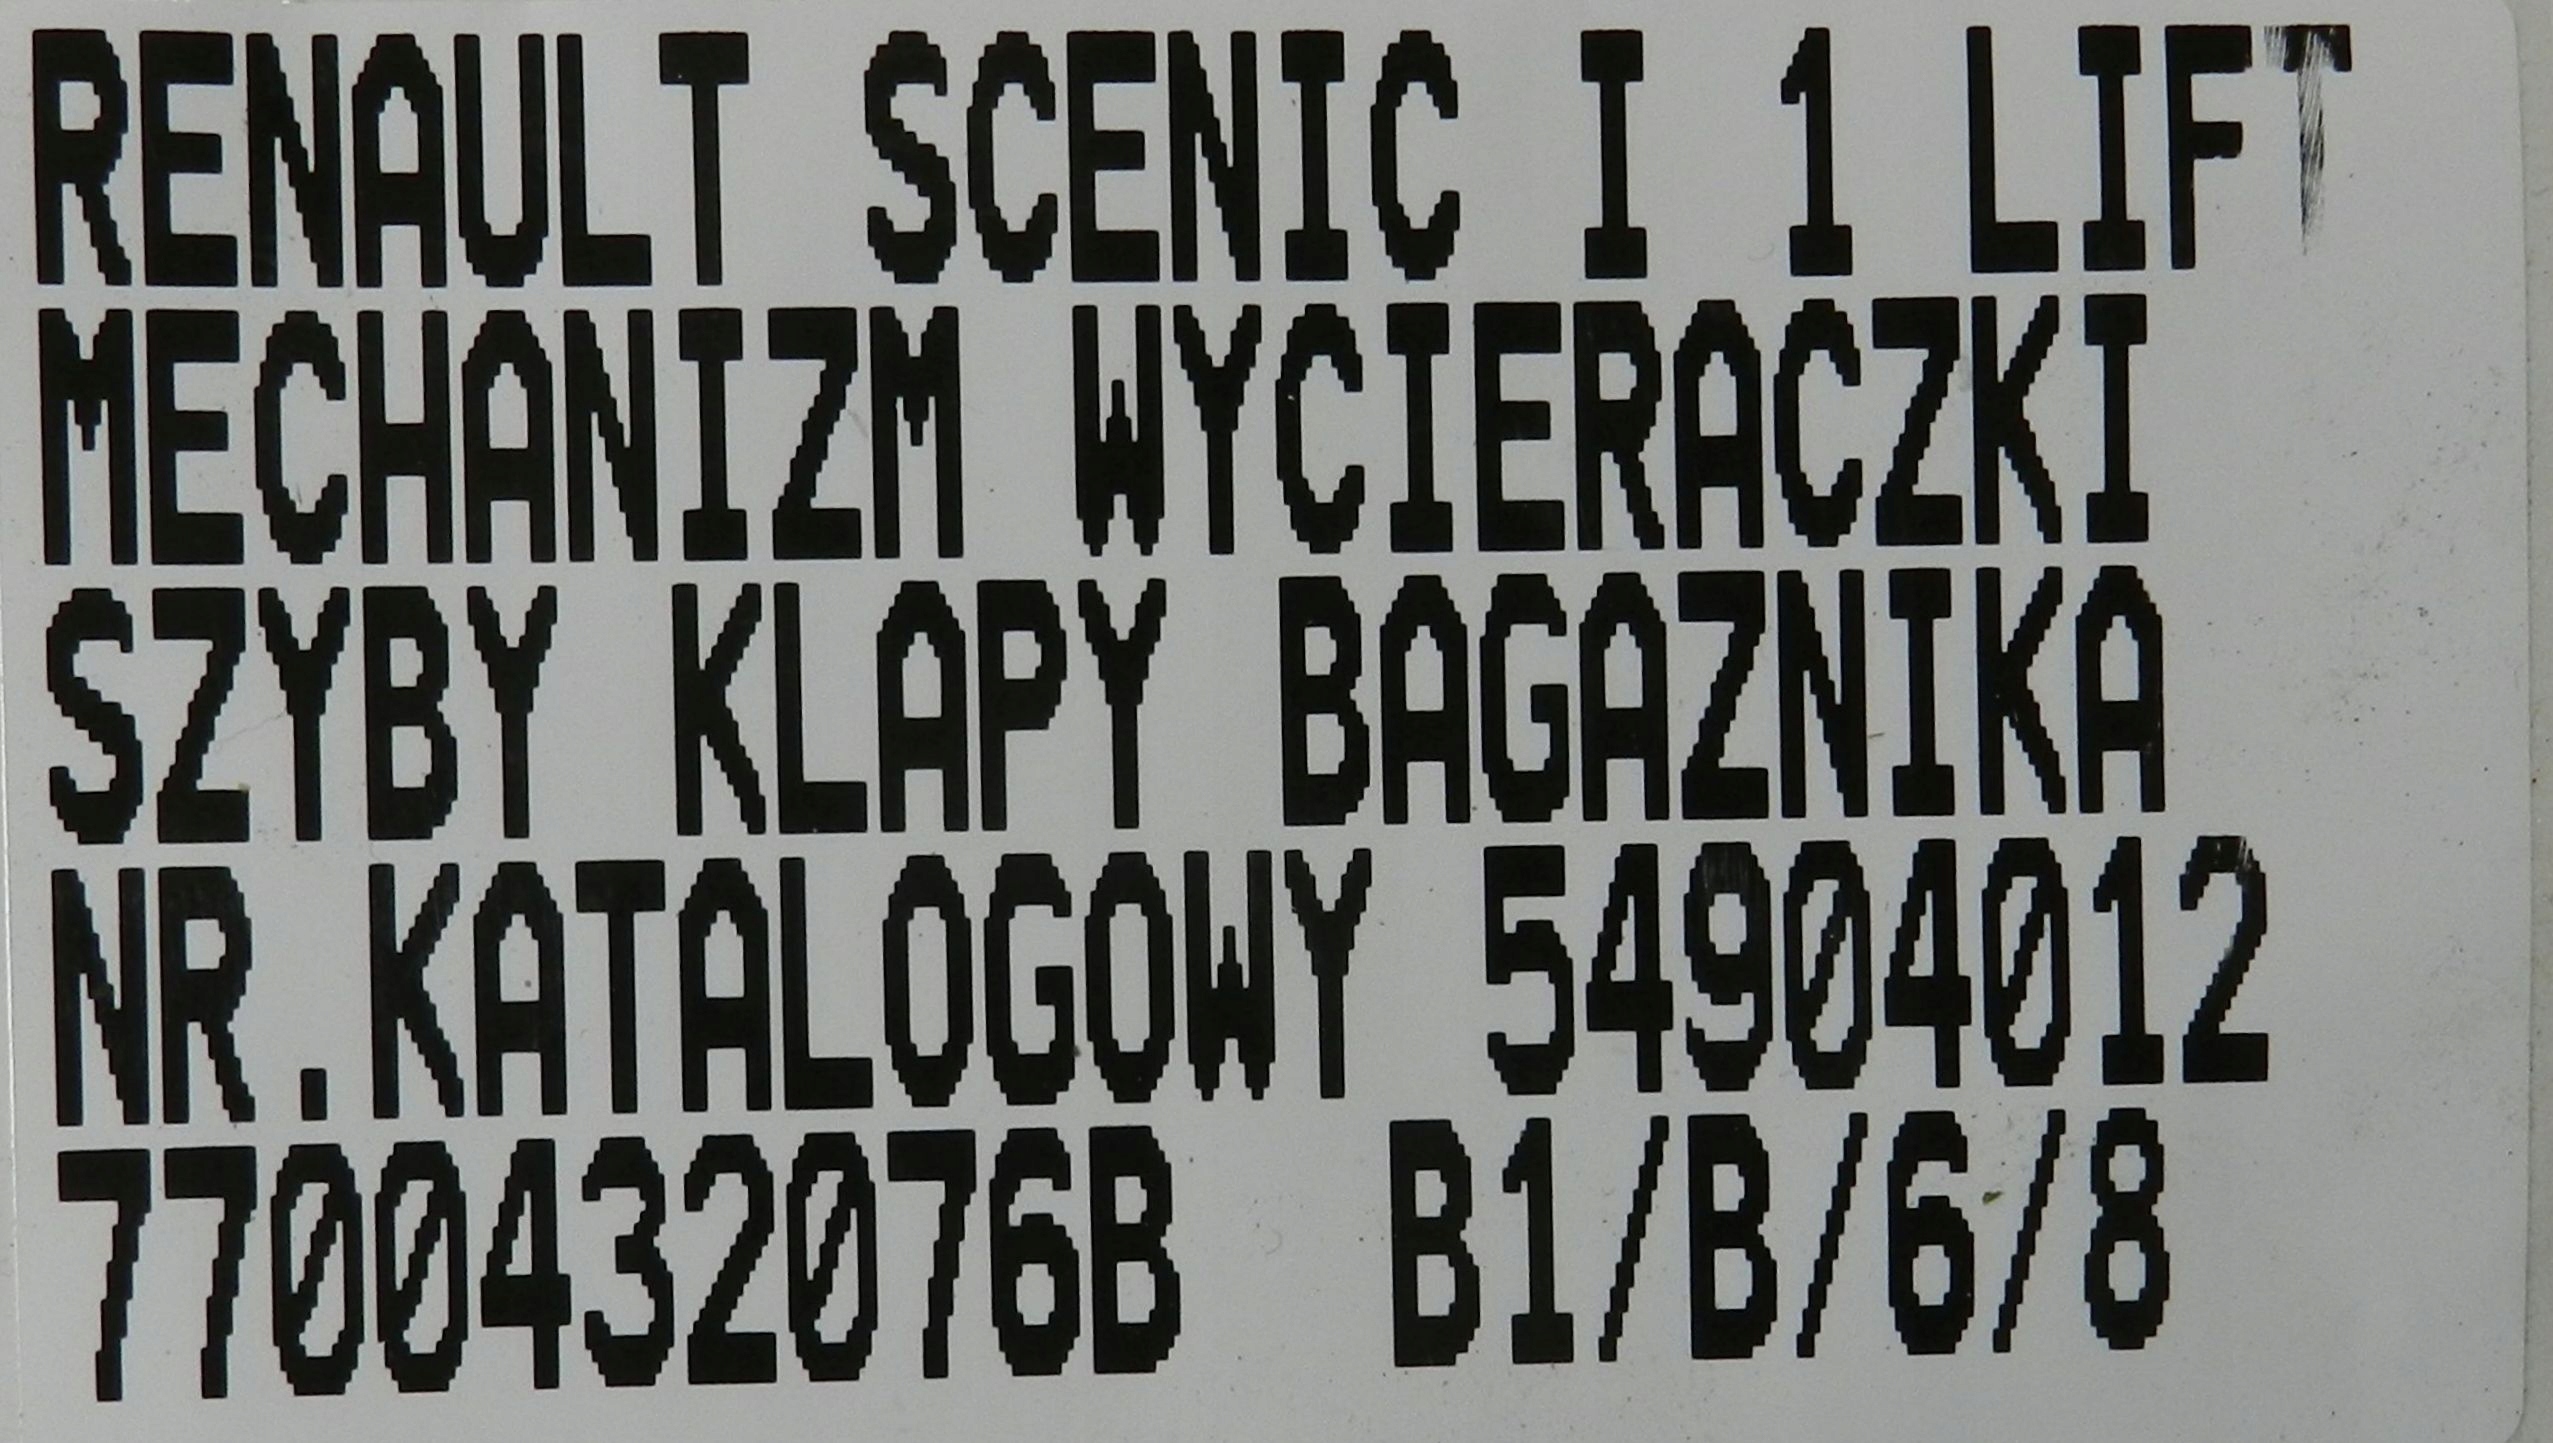 RENAULT SCENIC I 1 LIFT
MECHANIZM WYCIERACZKI
SZYBY KLAPY BAGAZNIKA
NR.KATALOGOWY 54904012
7700432076B B1/B/6/8